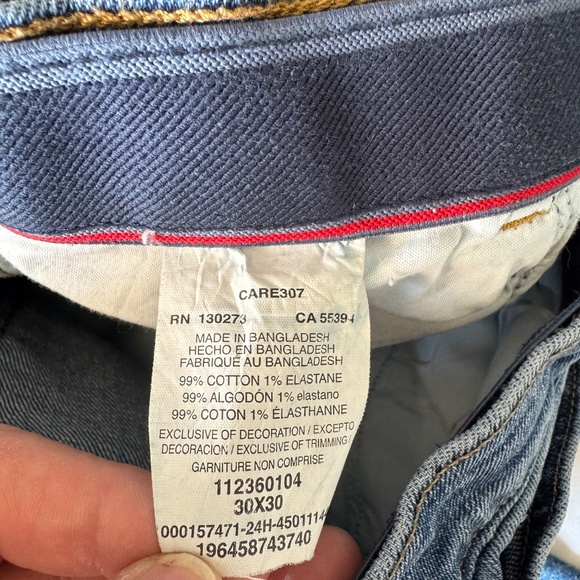 CARE307
RN 130273 CA 55394
MADE IN BANGLADESH
HECHO EN BANGLADESH
FABRIQUÉ AU BANGLADESH
99% COTTON 1% ELASTANE
99% ALGODÓN 1% elastano
99% COTON 1% ÉLASTHANNE
EXCLUSIVE OF DECORATION / EXCEPTO
DECORACION / EXCLUSIVE OF TRIMMING /
GARNITURE NON COMPRISE
112360104
30X30
000157471-24H-4501114
196458743740